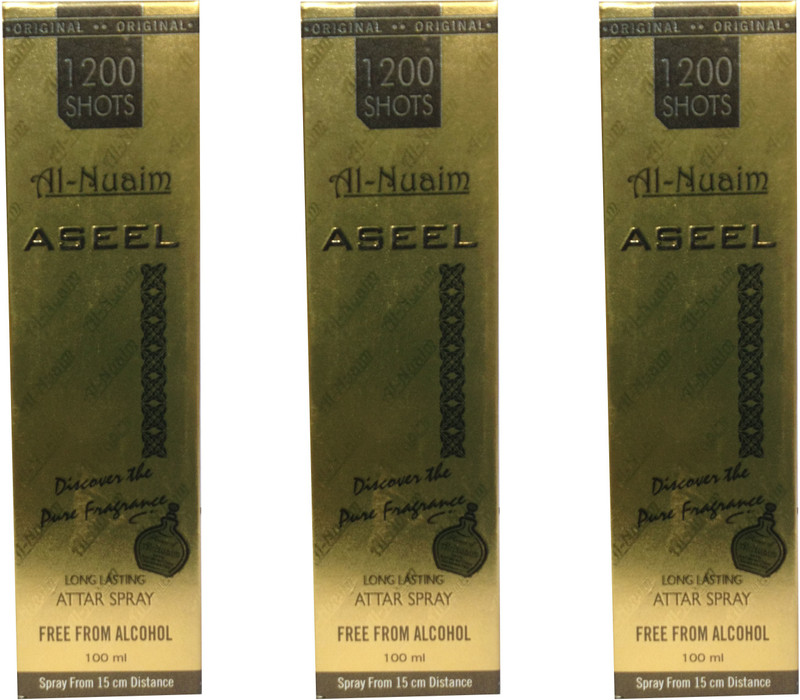 ORIGINAL •• ORIGINAL
1200
SHOTS
Al-Nuaim
ASEEL
Discover the
Pure Fragrance
LONG LASTING
ATTAR SPRAY
FREE FROM ALCOHOL
100 ml
Spray From 15 cm Distance
ORIGINAL •• ORIGINAL
1200
SHOTS
Al-Nuaim
ASEEL
Discover the
Pure Fragrance
LONG LASTING
ATTAR SPRAY
FREE FROM ALCOHOL
100 ml
Spray From 15 cm Distance
ORIGINAL •• ORIGINAL
1200
SHOTS
Al-Nuaim
ASEEL
Discover the
Pure Fragrance
LONG LASTING
ATTAR SPRAY
FREE FROM ALCOHOL
100 ml
Spray From 15 cm Distance